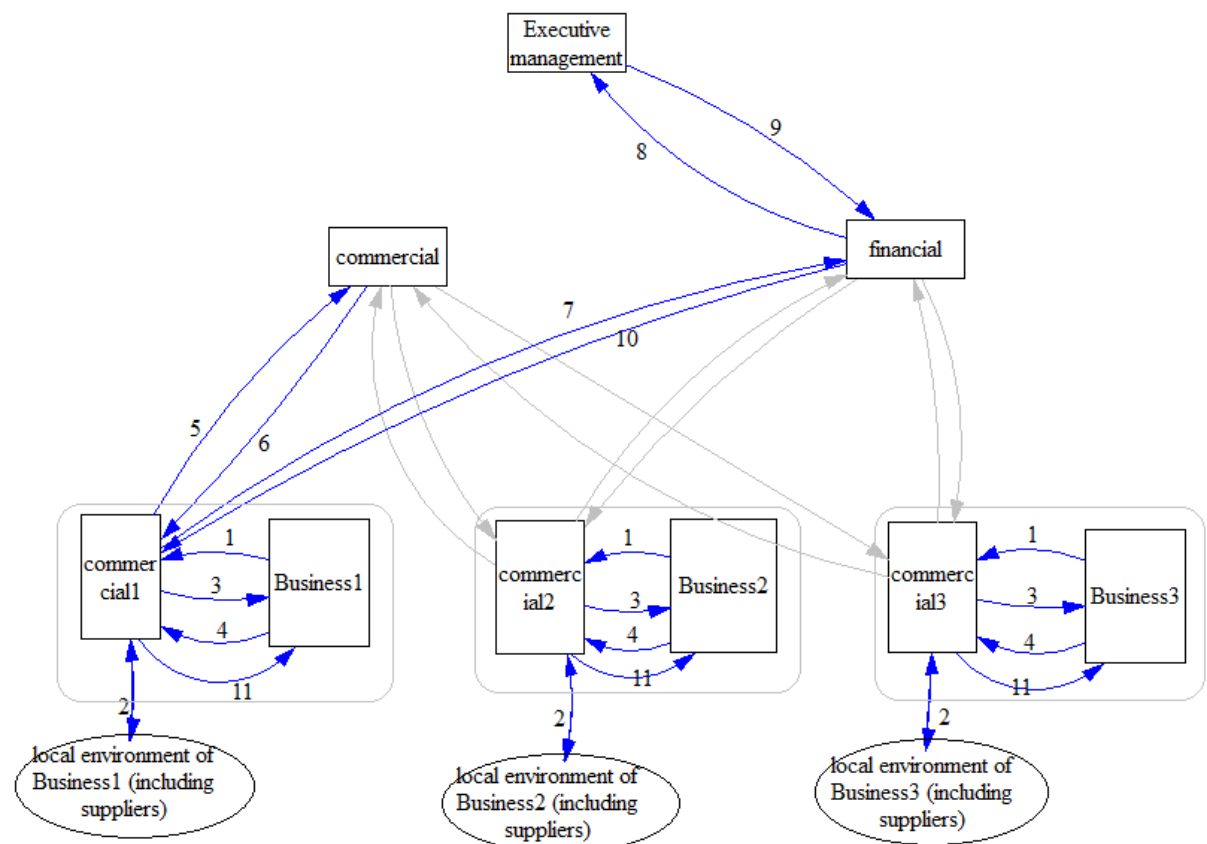 Executive
management
9
8
commercial
financial
7
10
5
6
commer
cial1
1
3
4
11
Business1
commerc
ial2
1
3
4
11
Business2
commerc
ial3
1
3
4
11
Business3
2
2
2
local environment of
Business1 (including
suppliers)
local environment of
Business2 (including
suppliers)
local environment of
Business3 (including
suppliers)